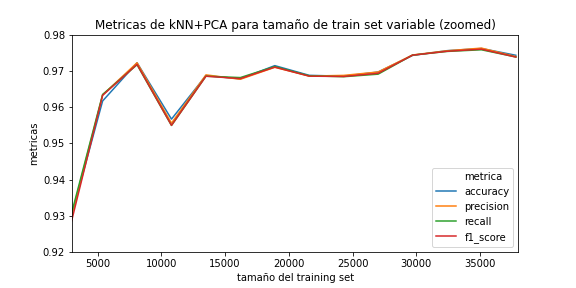 Metricas de kNN+PCA para tamaño de train set variable (zoomed)
0.98
0.97
0.96
0.95
0.94
0.93
0.92
metricas
metrica
accuracy
precision
recall
f1_score
5000 10000 15000 20000 25000 30000 35000
tamaño del training set